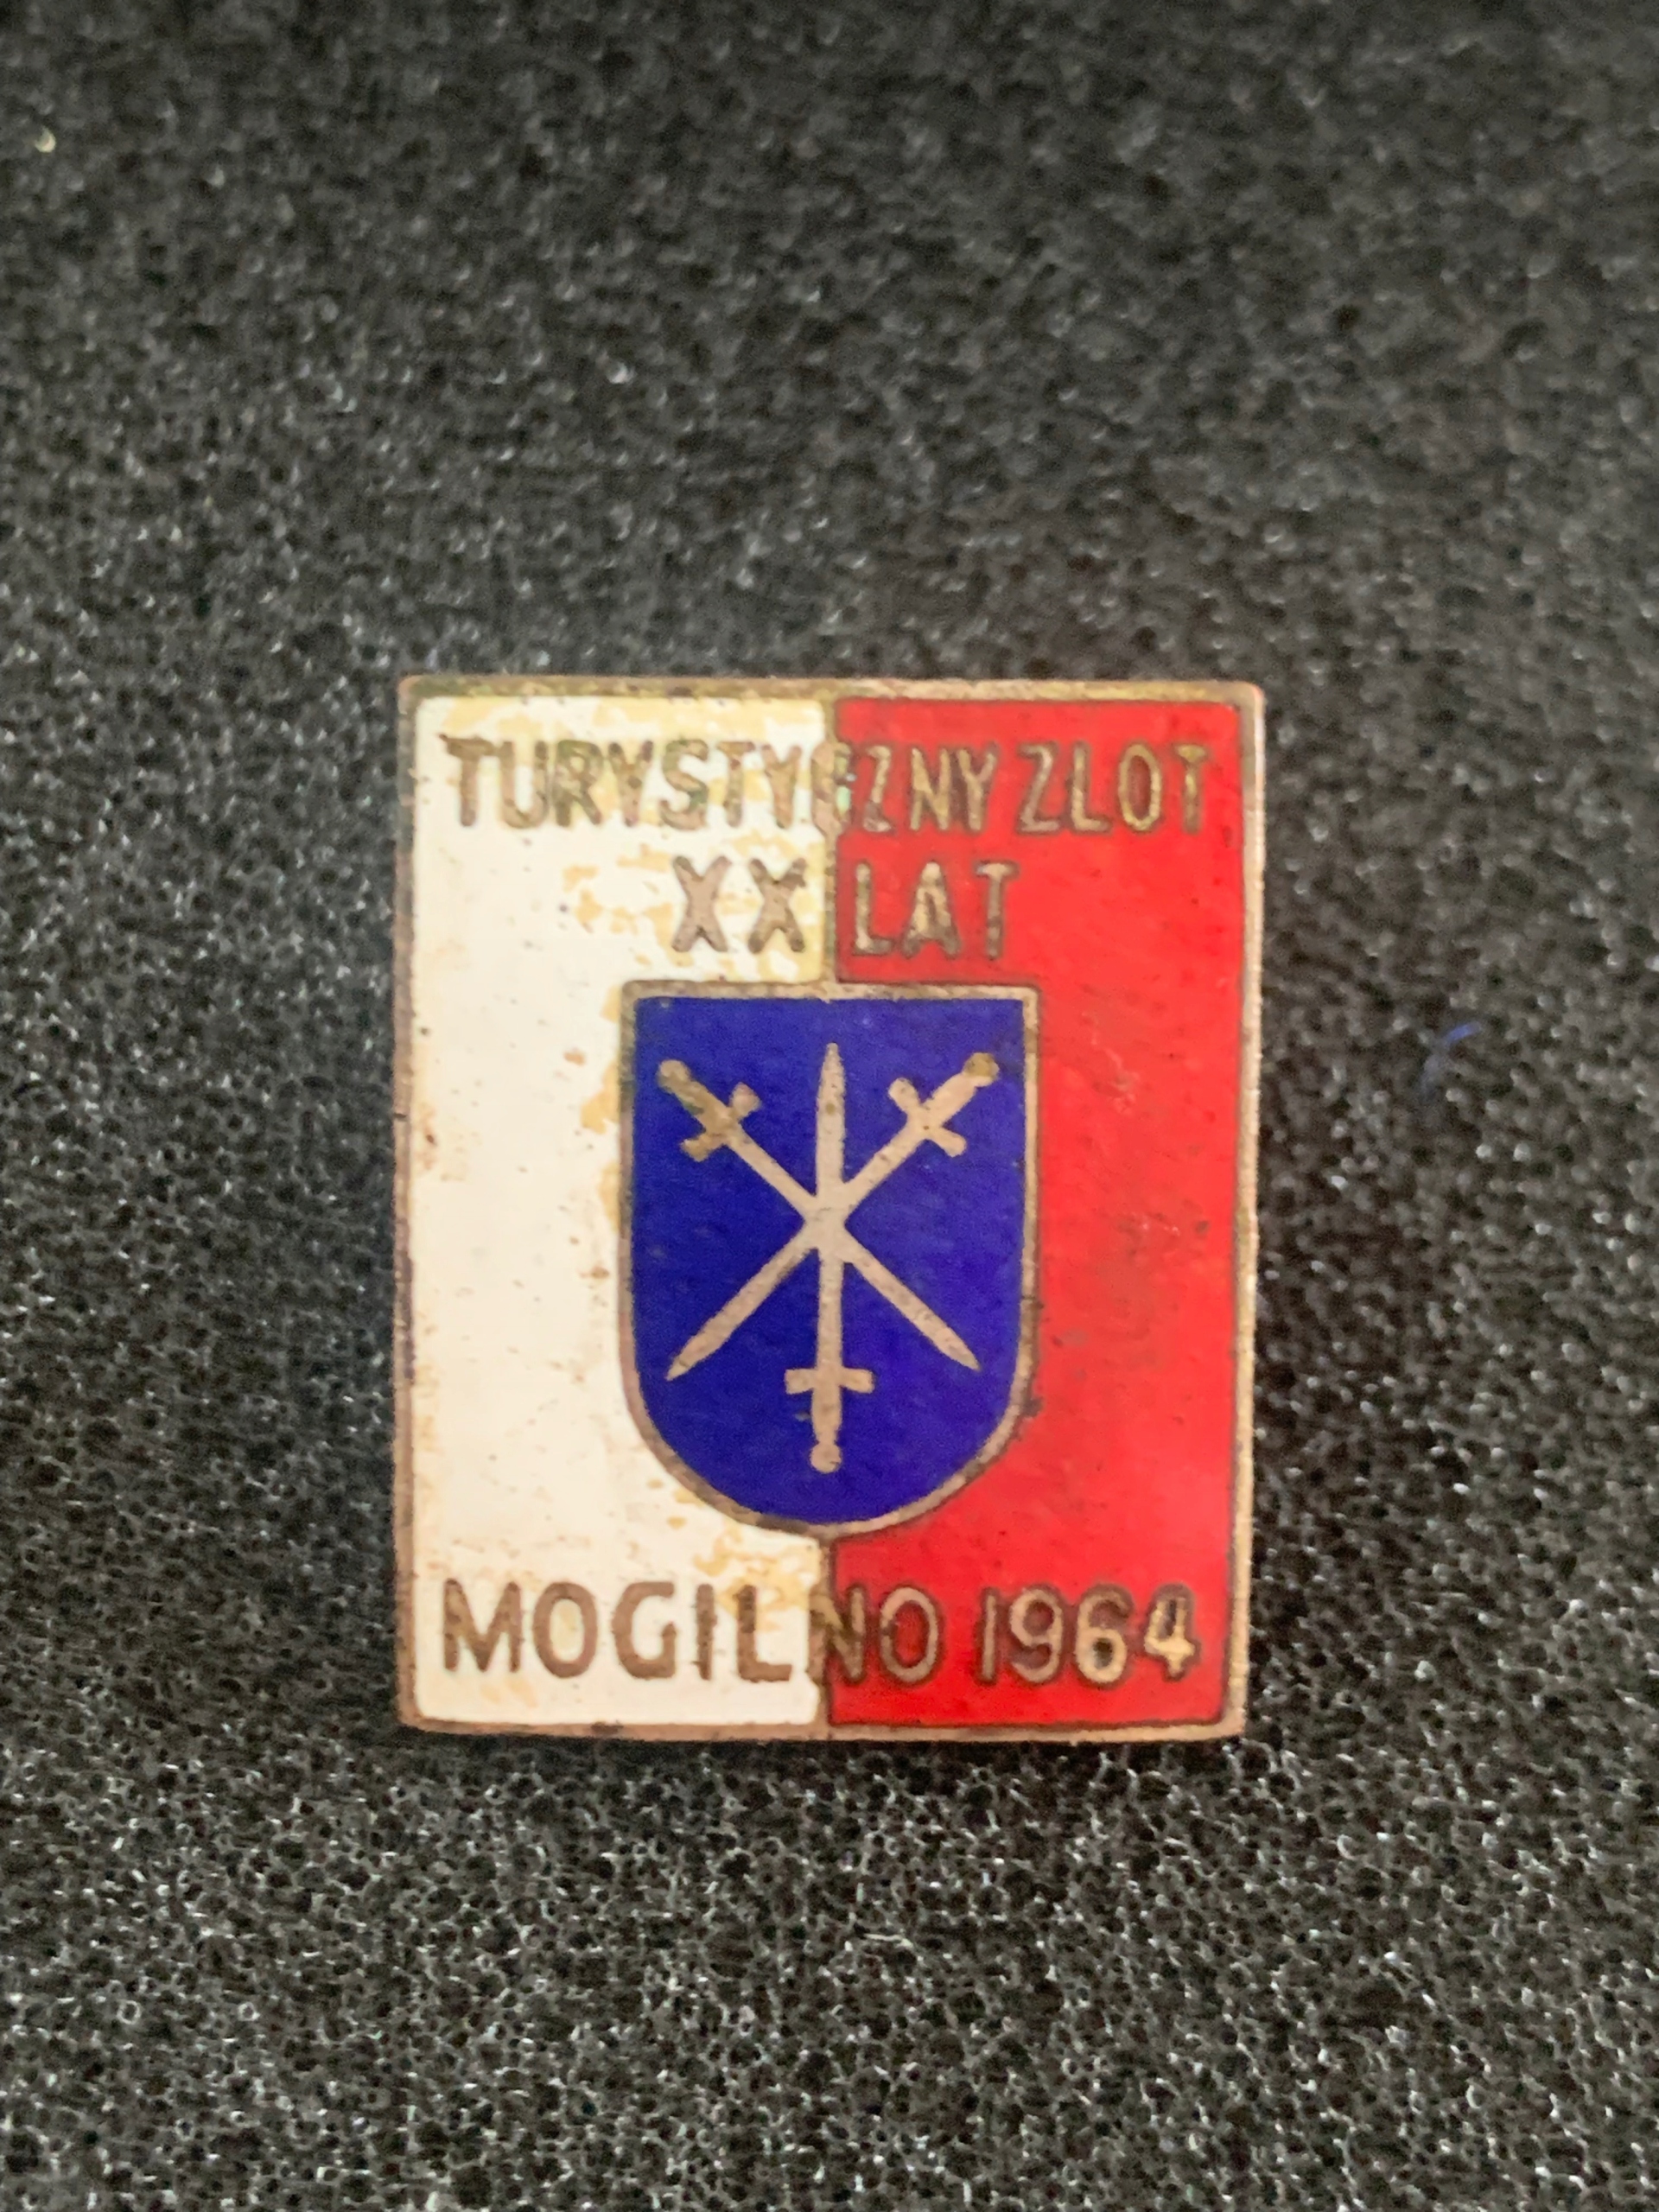 TURYSTYCZNY ZLOT
XX LAT
MOGILNO 1964